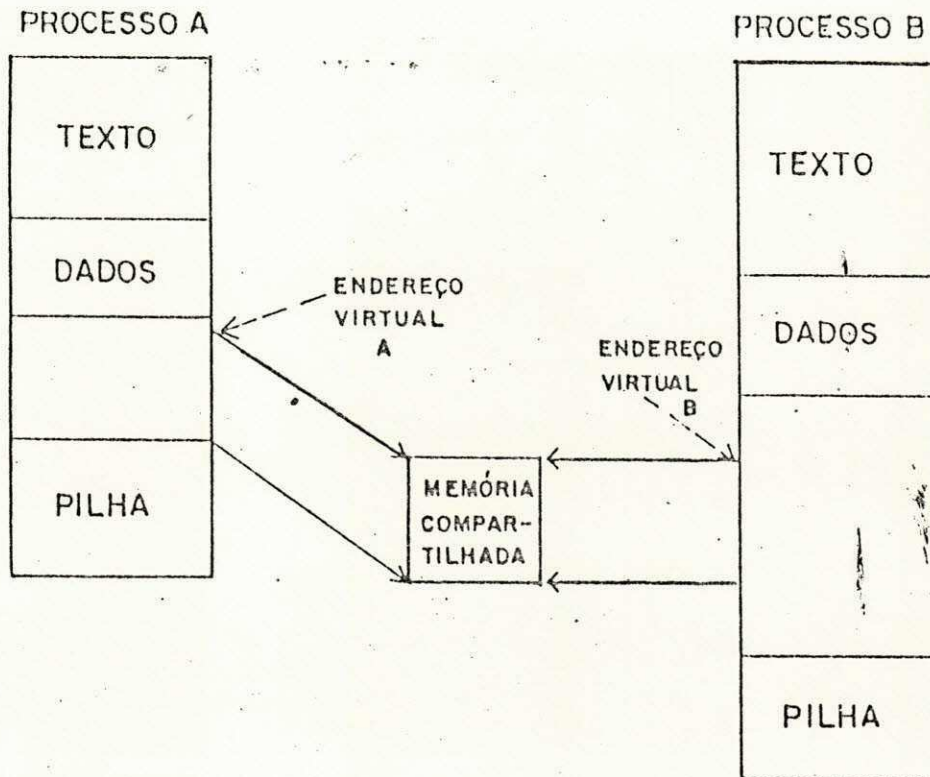 PROCESSO A
TEXTO
DADOS
PILHA
ENDEREÇO
VIRTUAL
A
MEMÓRIA
COMPAR-
TILHADA
ENDEREÇO
VIRTUAL
B
PROCESSO B
TEXTO
DADOS
PILHA